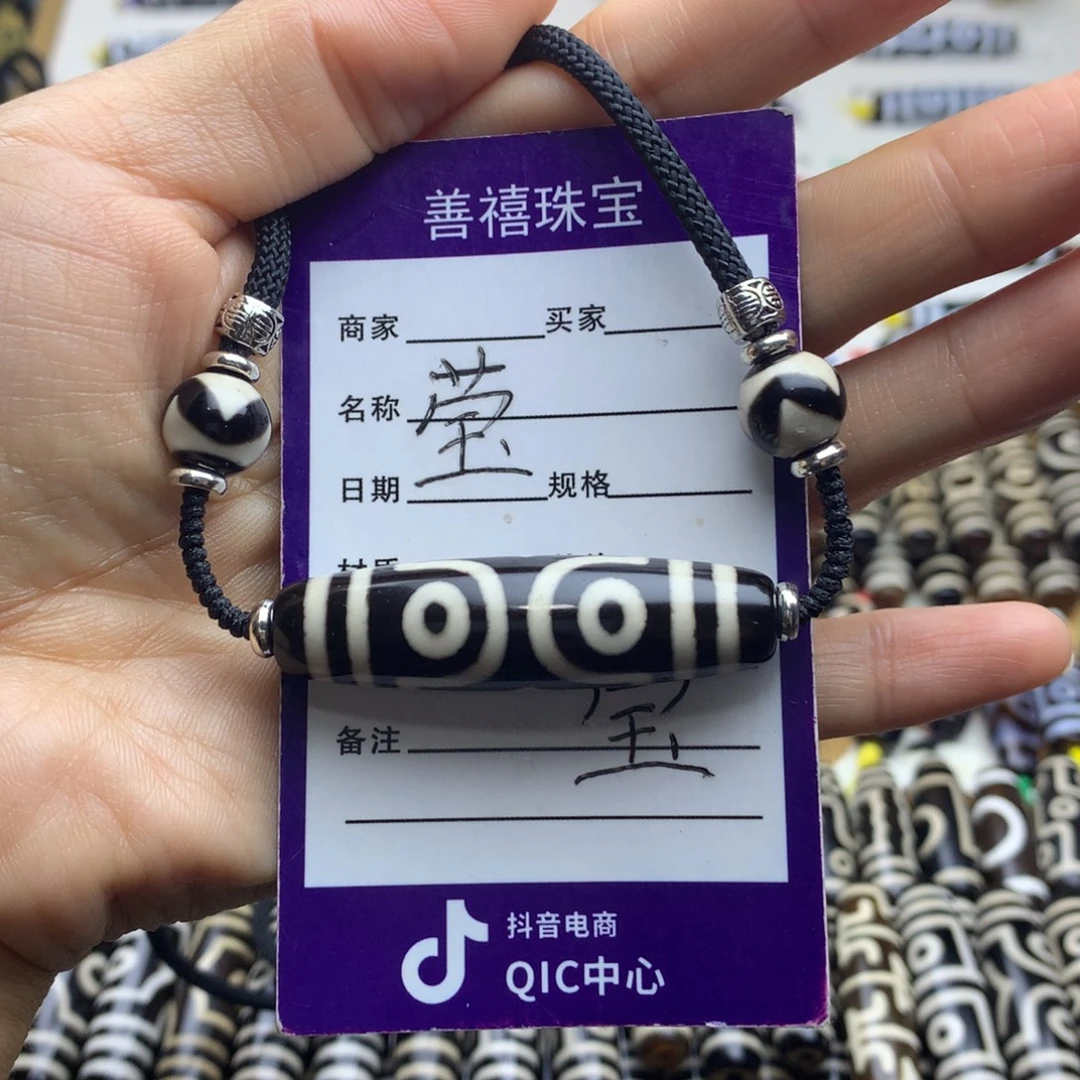 善禧珠宝
商家 买家
名称
莹
日期 规格
备注
抖音电商
QIC中心